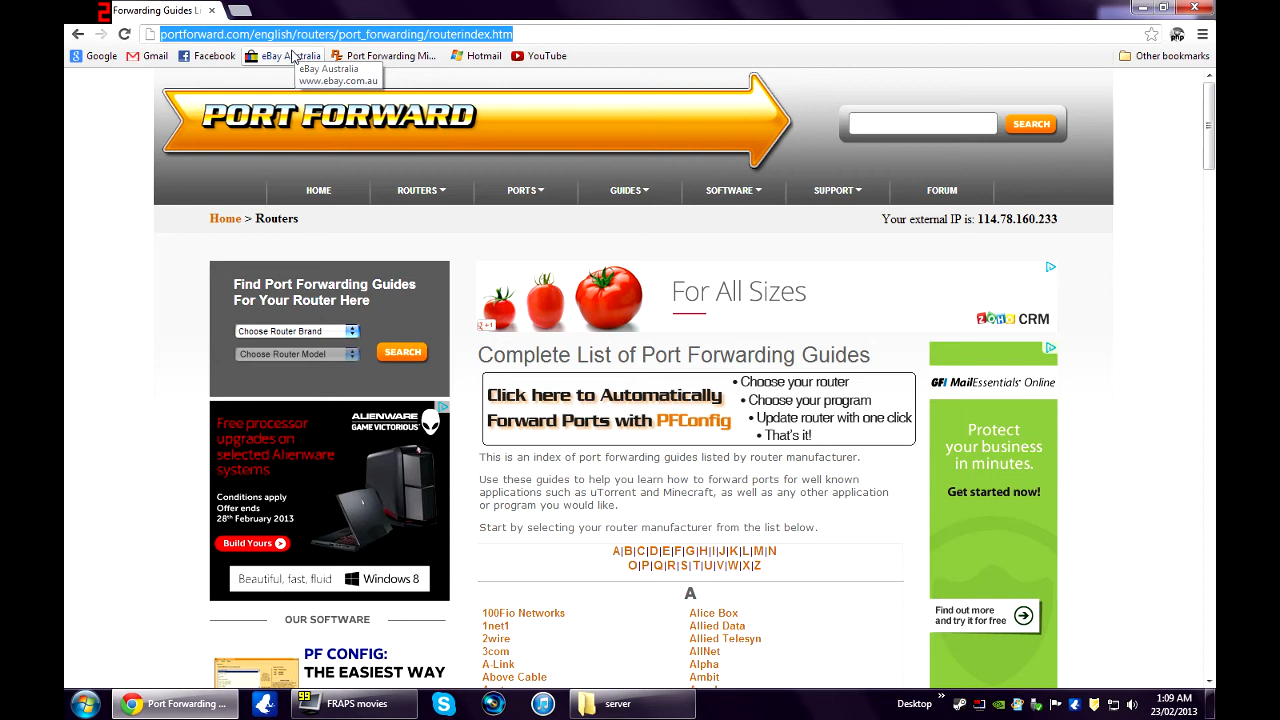 2
Forwarding Guides L
portforward.com/english/routers/port_forwarding/routerindex.htm
Google
Gmail
Facebook
eBay Australia
Port Forwarding Mi...
Hotmail
YouTube
Other bookmarks
eBay Australia
www.ebay.com.au
PORT FORWARD
SEARCH
HOME
ROUTERS
PORTS
GUIDES
SOFTWARE
SUPPORT
FORUM
Home > Routers
Your external IP is: 114.78.160.233
Find Port Forwarding Guides
For Your Router Here
Choose Router Brand
Choose Router Model
SEARCH
For All Sizes
+1
ZOHO CRM
Complete List of Port Forwarding Guides
Click here to Automatically
Forward Ports with PFConfig
• Choose your router
• Choose your program
• Update router with one click
• That's it!
This is an index of port forwarding guides listed by router manufacturer.
Use these guides to help you learn how to forward ports for well known
applications such as uTorrent and Minecraft, as well as any other application
or program you would like.
Start by selecting your router manufacturer from the list below.
A|B|C|D|E|F|G|H|I|J|K|L|M|N
O|P|Q|R|S|T|U|V|W|X|Z
A
100Fio Networks
1net1
2wire
3com
A-Link
Above Cable
Alice Box
Allied Data
Allied Telesyn
AllNet
Alpha
Ambit
ALIENWARE
GAME VICTORIOUS
Free processor
upgrades on
selected Alienware
systems
Conditions apply
Offer ends
28th February 2013
Build Yours
Beautiful, fast, fluid
Windows 8
OUR SOFTWARE
PF CONFIG:
THE EASIEST WAY
GFI MailEssentials Online
Protect
your business
in minutes.
Get started now!
Find out more
and try it for free
Port Forwarding ...
99
FRAPS movies
server
Desktop
»
1:09 AM
23/02/2013